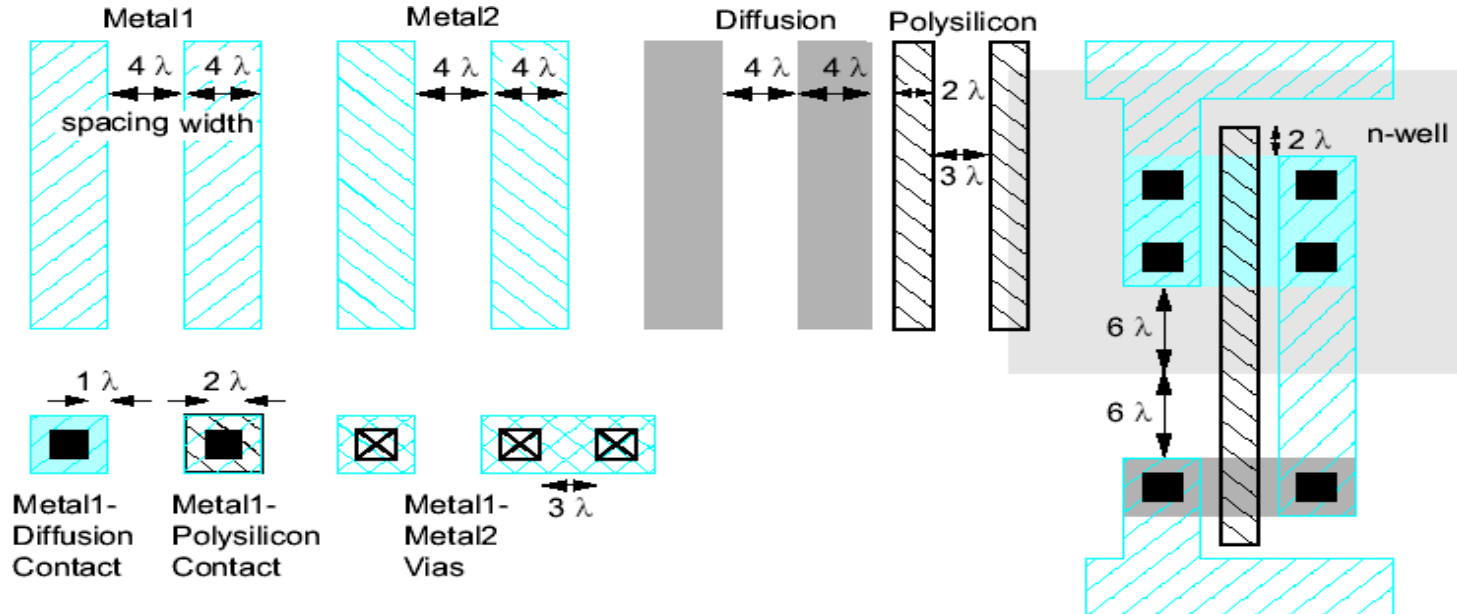 Metal1
Metal2
Diffusion
Polysilicon
4 λ
4 λ
4 λ
4 λ
4 λ
4 λ
2 λ
2 λ
n-well
spacing width
3 λ
6 λ
6 λ
1 λ
2 λ
3 λ
Metal1-
Diffusion
Contact
Metal1-
Polysilicon
Contact
Metal1-
Metal2
Vias